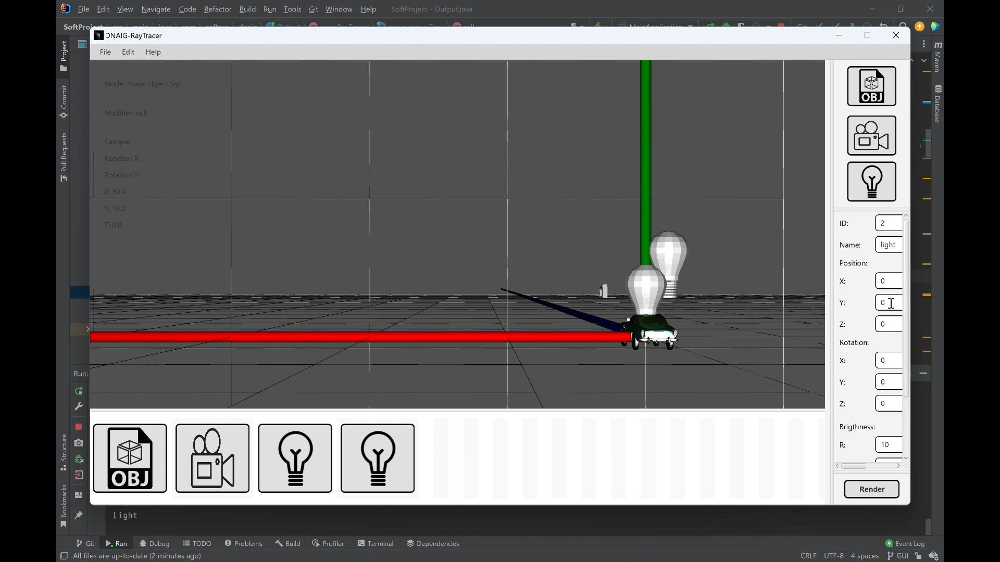 File Edit View Navigate Code Refactor Build Run Tools Git Window Help SoftProject - Output.java
SoftProject
DNAIG-RayTracer
File Edit Help
Mode: move object (xy)
Modifier: null
Camera:
Rotation X:
Rotation Y:
X: 30.0
Y: 10.0
Z: 0.0
OBJ
ID: 2
Name: light
Position:
X: 0
Y: 0
Z: 0
Rotation:
X: 0
Y: 0
Z: 0
Brigthness:
R: 10
Render
OBJ
Project
Commit
Pull Requests
Structure
Bookmarks
m
Maven
Database
Run:
Light
Git Run Debug TODO Problems Build Profiler Terminal Dependencies 9 Event Log
All files are up-to-date (2 minutes ago) CRLF UTF-8 4 spaces GUI